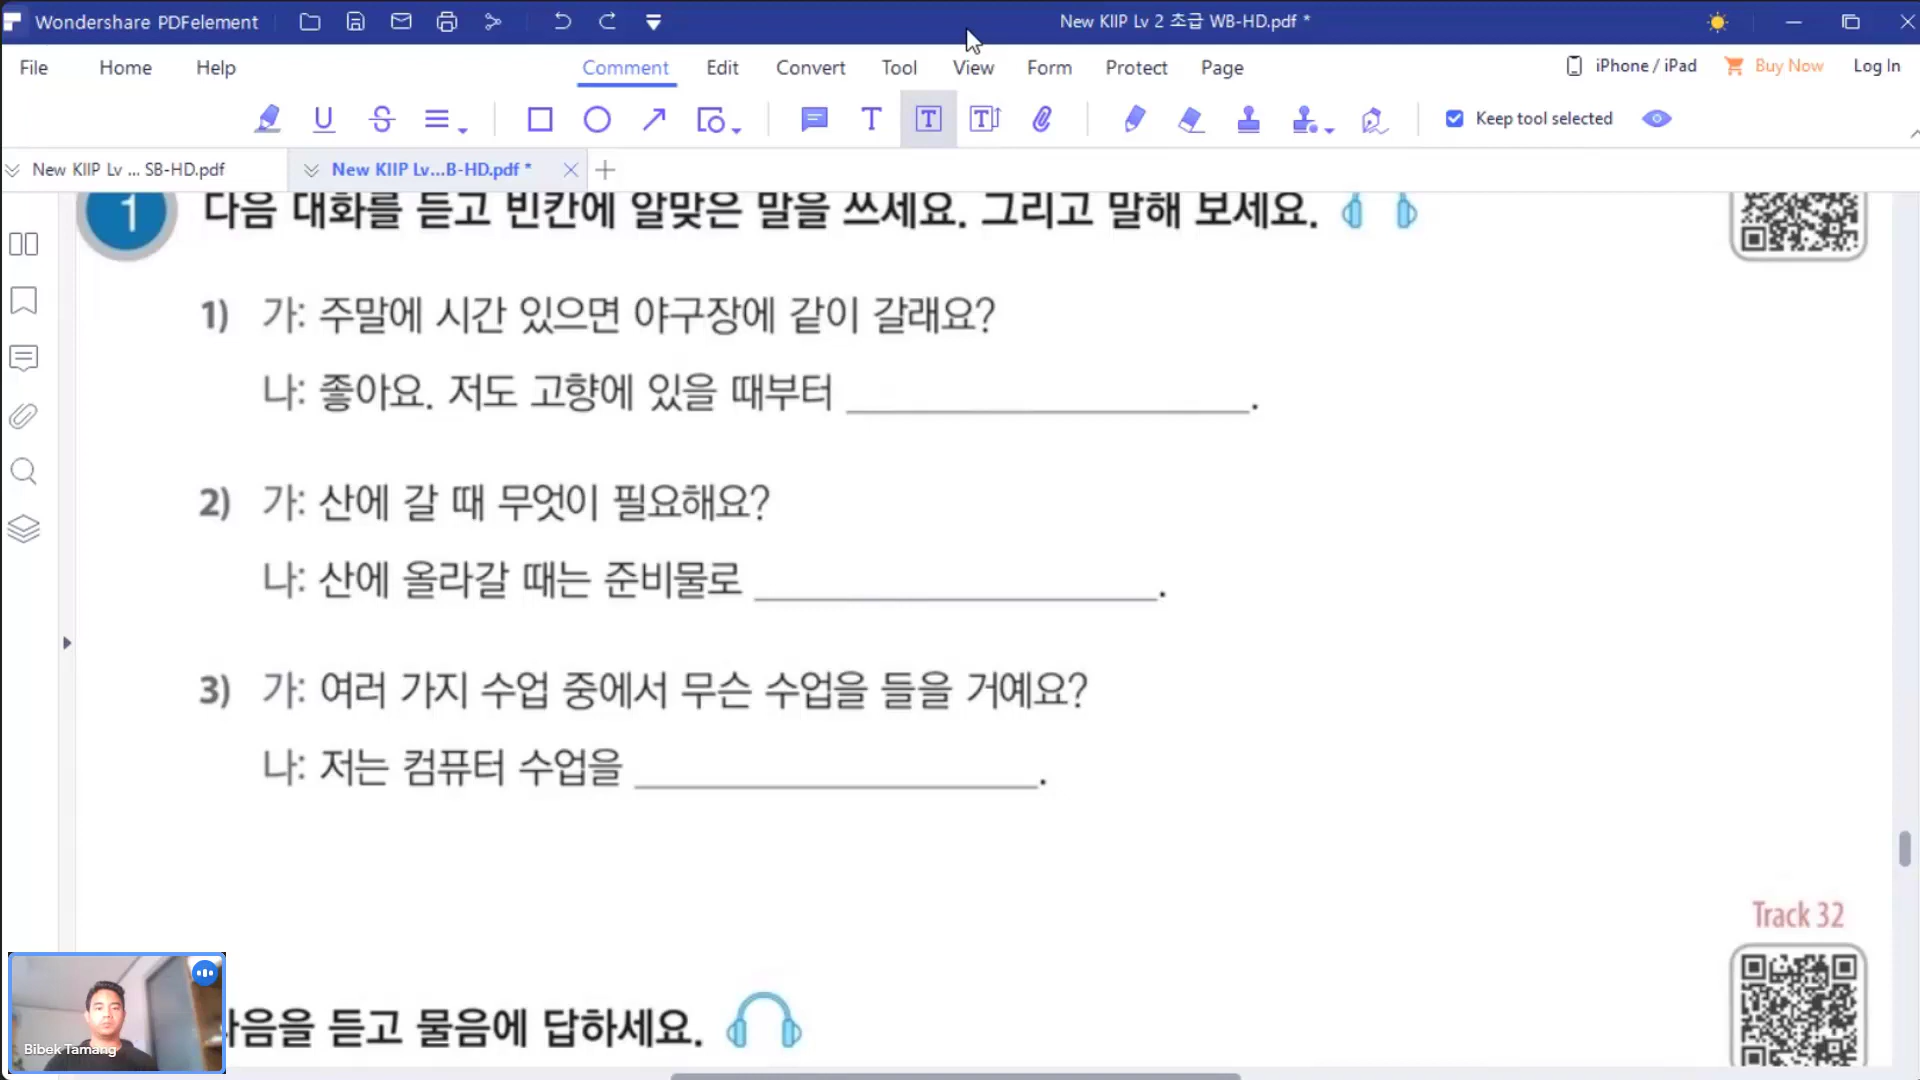 Wondershare PDFelement
New KIIP Lv 2 초급 WB-HD.pdf *
File Home Help Comment Edit Convert Tool View Form Protect Page iPhone / iPad Buy Now Log In
Keep tool selected
New KIIP Lv ... SB-HD.pdf New KIIP Lv...B-HD.pdf *
1 다음 대화를 듣고 빈칸에 알맞은 말을 쓰세요. 그리고 말해 보세요.
1) 가: 주말에 시간 있으면 야구장에 같이 갈래요?
나: 좋아요. 저도 고향에 있을 때부터 ____________________.
2) 가: 산에 갈 때 무엇이 필요해요?
나: 산에 올라갈 때는 준비물로 ____________________.
3) 가: 여러 가지 수업 중에서 무슨 수업을 들을 거예요?
나: 저는 컴퓨터 수업을 ____________________.
Track 32
다음을 듣고 물음에 답하세요.
Bibek Tamang